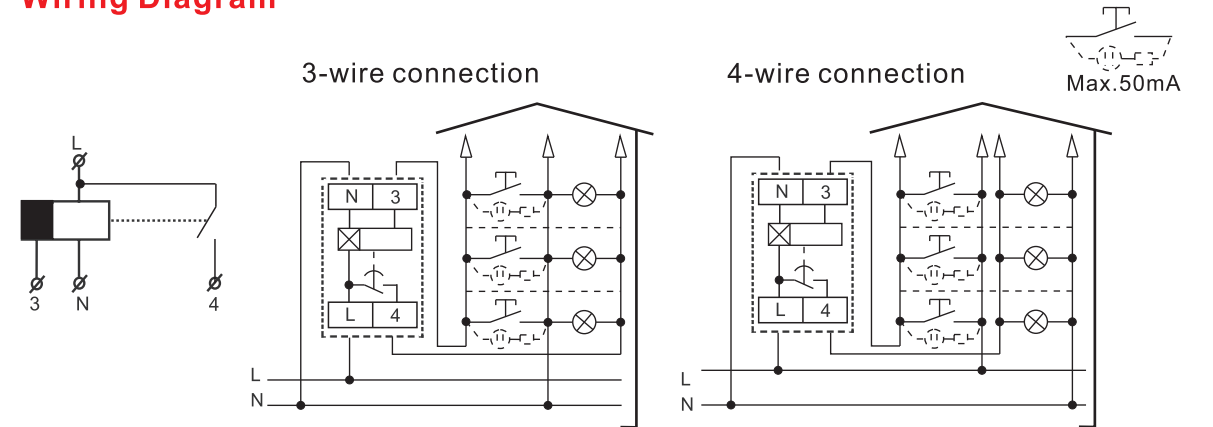 Wiring Diagram
Max.50mA
3-wire connection
4-wire connection
L
3 N 4
N 3
L 4
L
N
N 3
L 4
L
N